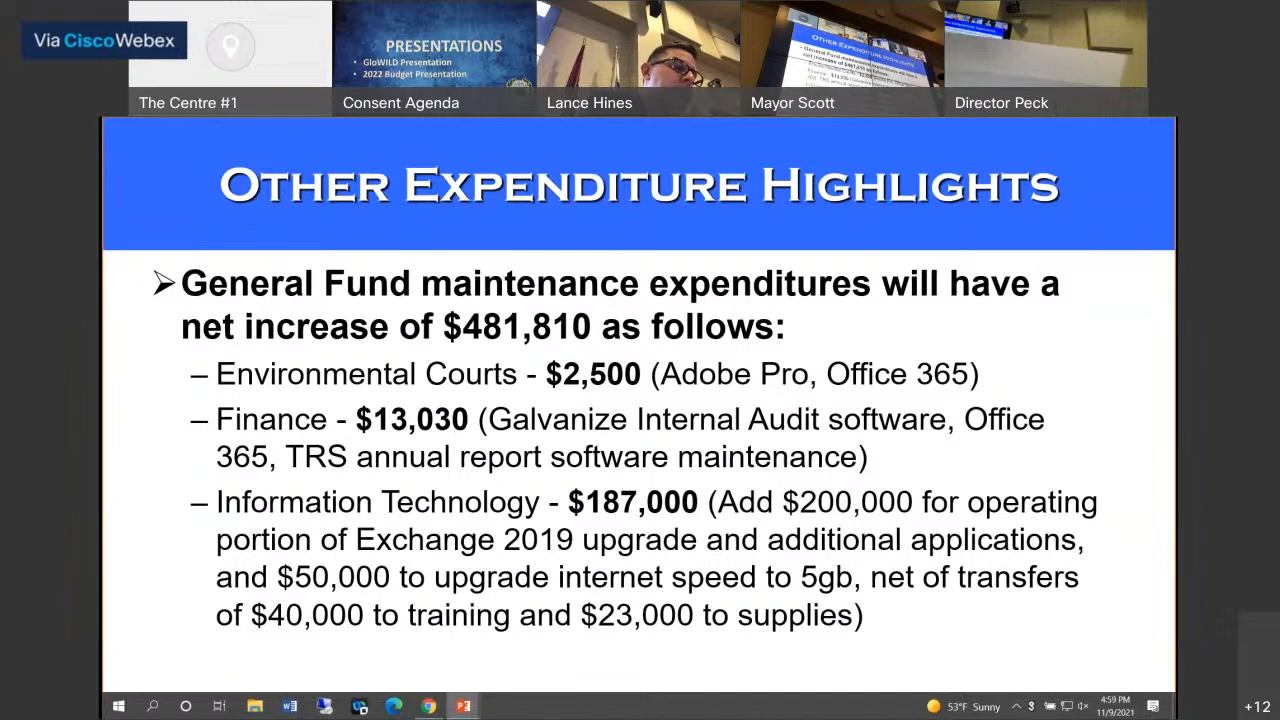 Via CiscoWebex
PRESENTATIONS
• GloWILD Presentation
• 2022 Budget Presentation
OTHER EXPENDITURE HIGHLIGHTS
The Centre #1
Consent Agenda
Lance Hines
Mayor Scott
Director Peck
OTHER EXPENDITURE HIGHLIGHTS
➢General Fund maintenance expenditures will have a
net increase of $481,810 as follows:
– Environmental Courts - $2,500 (Adobe Pro, Office 365)
– Finance - $13,030 (Galvanize Internal Audit software, Office
365, TRS annual report software maintenance)
– Information Technology - $187,000 (Add $200,000 for operating
portion of Exchange 2019 upgrade and additional applications,
and $50,000 to upgrade internet speed to 5gb, net of transfers
of $40,000 to training and $23,000 to supplies)
53°F Sunny
4:59 PM
11/9/2021
+12